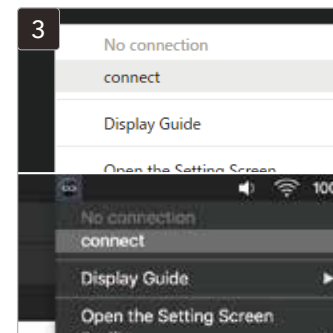 3
No connection
connect
Display Guide
Open the Setting Screen
100
No connection
connect
Display Guide
Open the Setting Screen